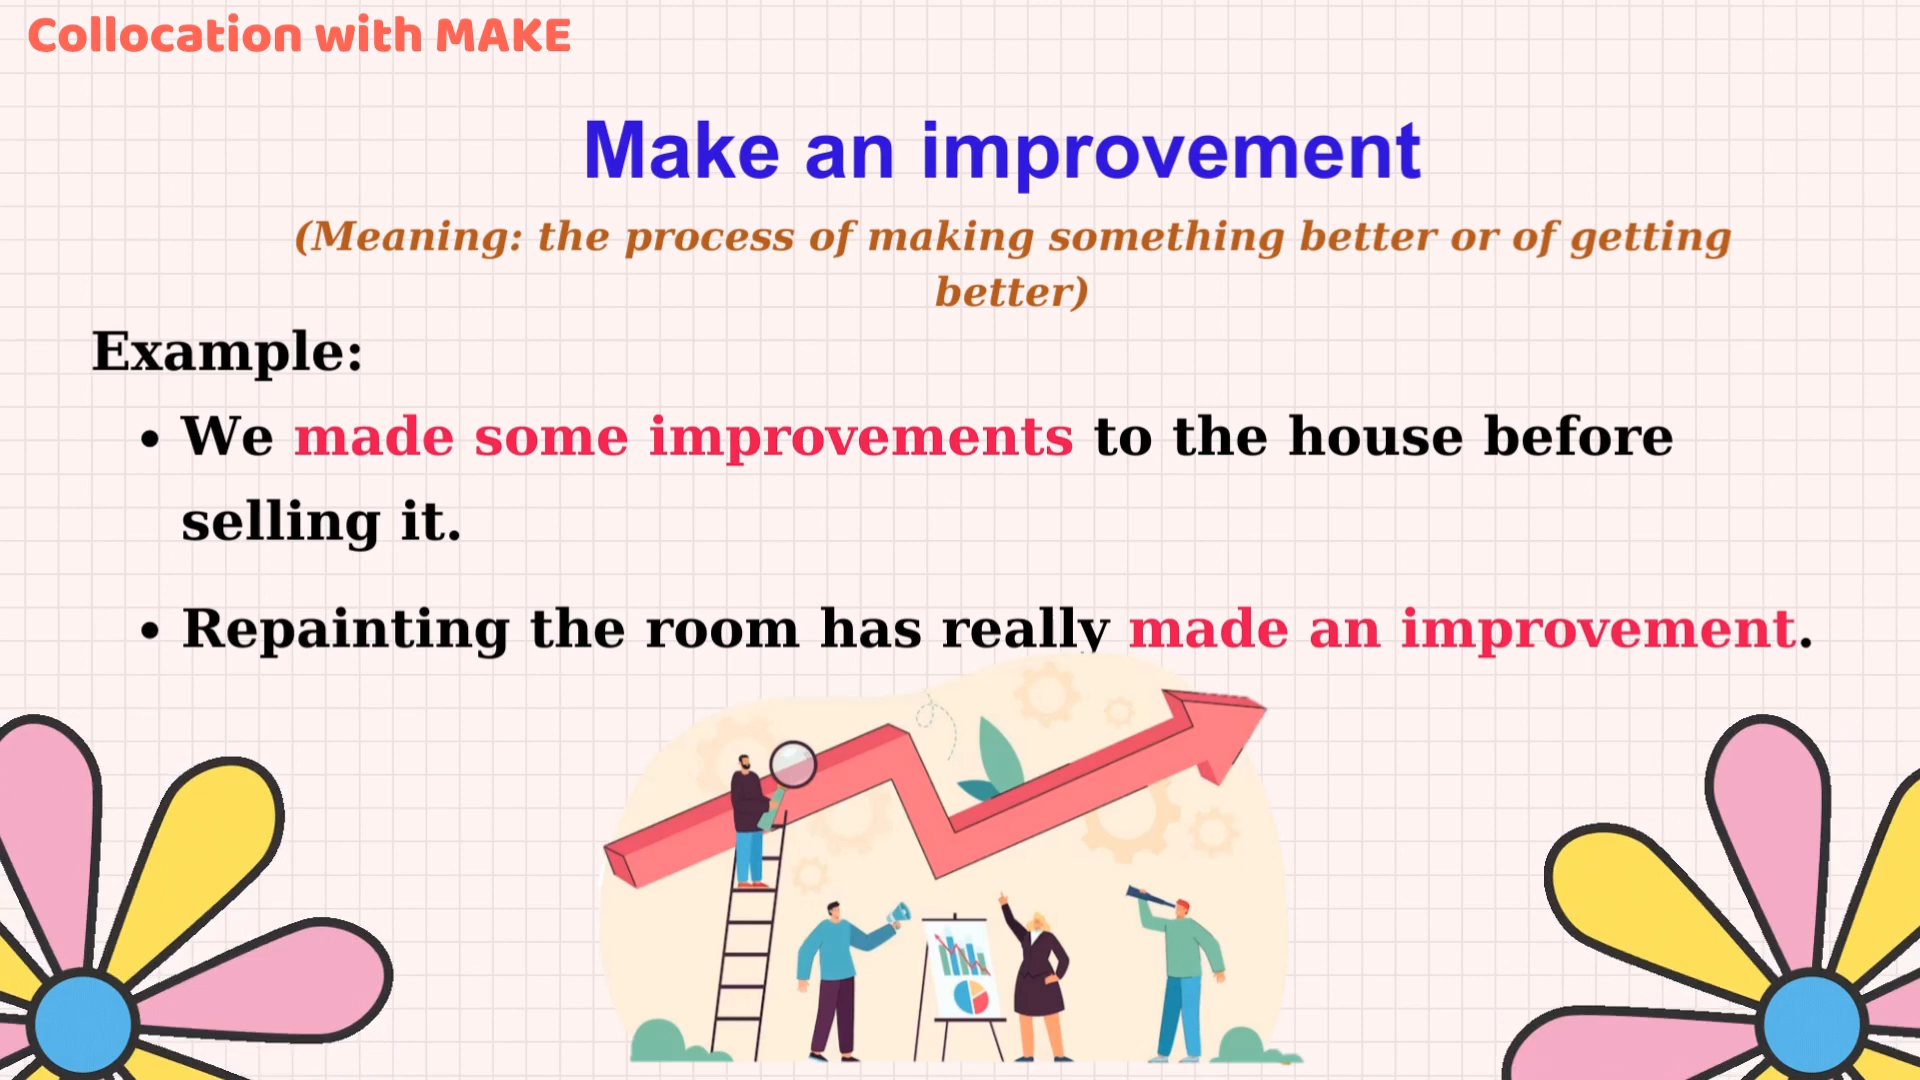 Collocation with MAKE
Make an improvement
(Meaning: the process of making something better or of getting
better)
Example:
• We made some improvements to the house before
selling it.
• Repainting the room has really made an improvement.